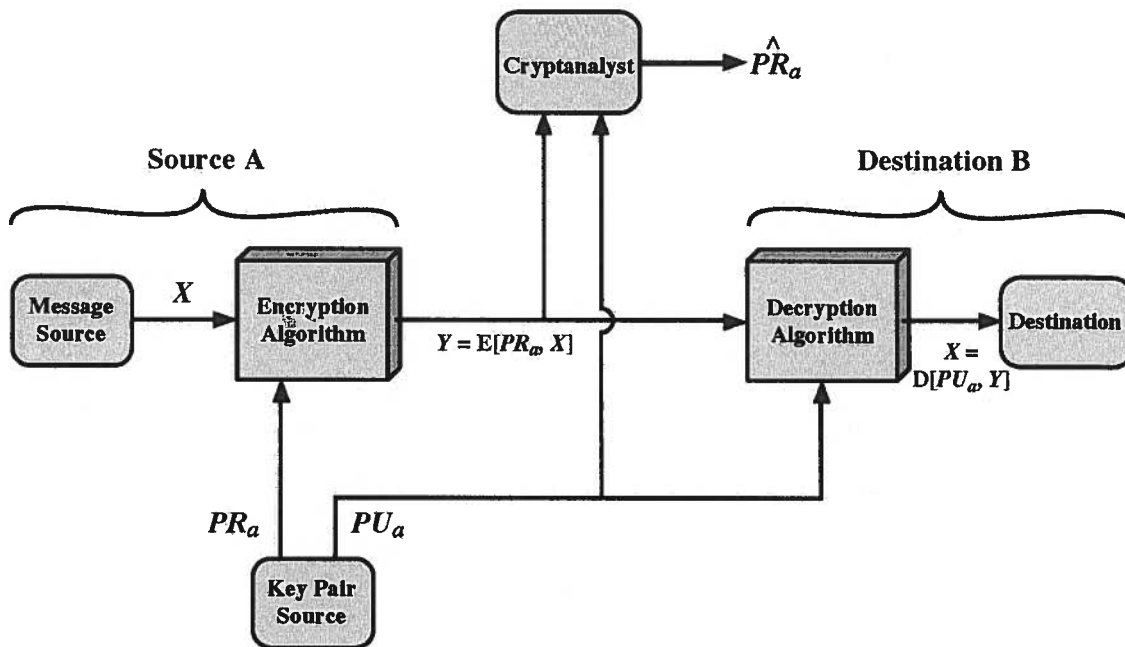 Cryptanalyst
P̂R_a
Source A
Destination B
Message
Source
X
Encryption
Algorithm
Y = E[PR_a, X]
Decryption
Algorithm
X =
D[PU_a, Y]
Destination
PR_a
PU_a
Key Pair
Source